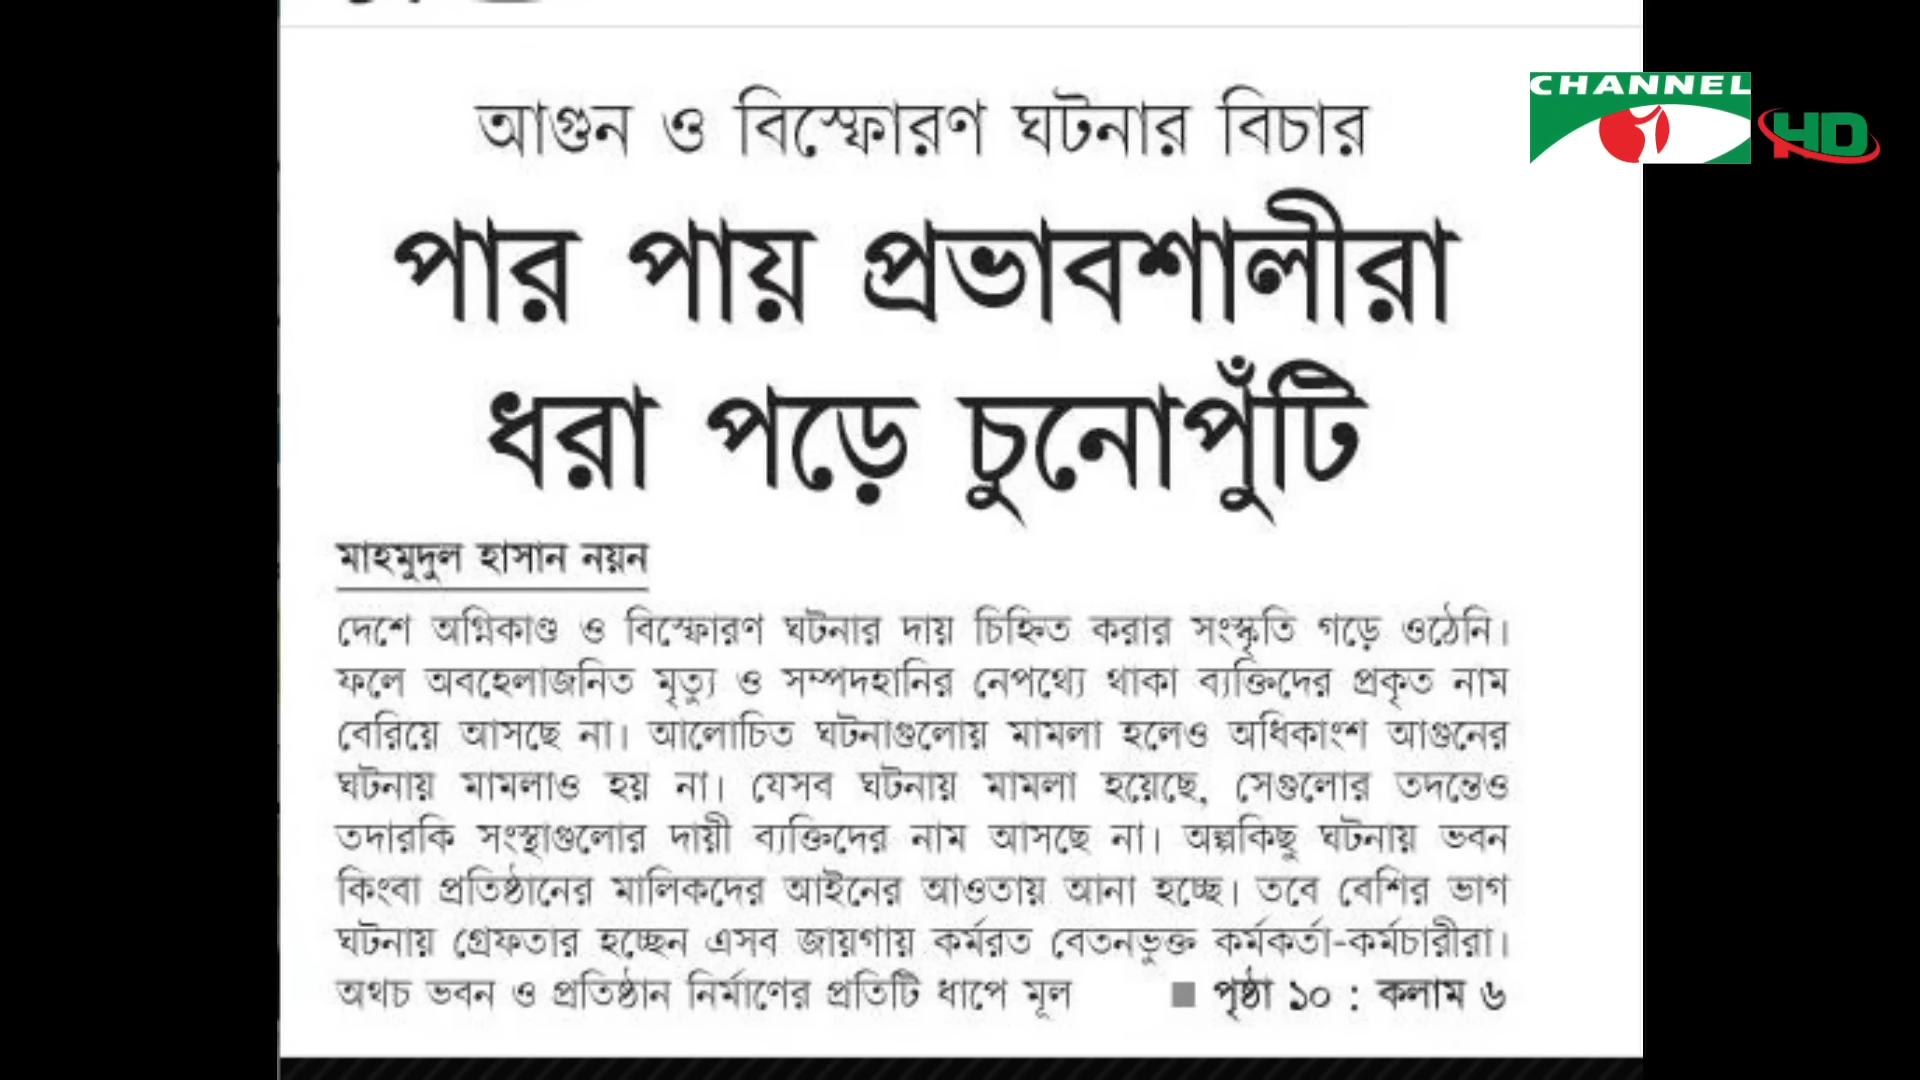 CHANNEL i HD
আগুন ও বিস্ফোরণ ঘটনার বিচার
পার পায় প্রভাবশালীরা
ধরা পড়ে চুনোপুঁটি
মাহমুদুল হাসান নয়ন
দেশে অগ্নিকাণ্ড ও বিস্ফোরণ ঘটনার দায় চিহ্নিত করার সংস্কৃতি গড়ে ওঠেনি।
ফলে অবহেলাজনিত মৃত্যু ও সম্পদহানির নেপথ্যে থাকা ব্যক্তিদের প্রকৃত নাম
বেরিয়ে আসছে না। আলোচিত ঘটনাগুলোয় মামলা হলেও অধিকাংশ আগুনের
ঘটনায় মামলাও হয় না। যেসব ঘটনায় মামলা হয়েছে, সেগুলোর তদন্তেও
তদারকি সংস্থাগুলোর দায়ী ব্যক্তিদের নাম আসছে না। অল্পকিছু ঘটনায় ভবন
কিংবা প্রতিষ্ঠানের মালিকদের আইনের আওতায় আনা হচ্ছে। তবে বেশির ভাগ
ঘটনায় গ্রেফতার হচ্ছেন এসব জায়গায় কর্মরত বেতনভুক্ত কর্মকর্তা-কর্মচারীরা।
অথচ ভবন ও প্রতিষ্ঠান নির্মাণের প্রতিটি ধাপে মূল ■ পৃষ্ঠা ১০ : কলাম ৬